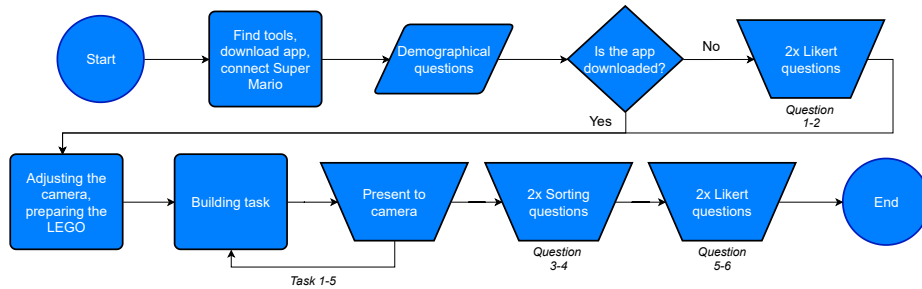 Start
Find tools,
download app,
connect Super
Mario
Demographical
questions
Is the app
downloaded?
No
2x Likert
questions
Question
1-2
Yes
Adjusting the
camera,
preparing the
LEGO
Building task
Present to
camera
Task 1-5
2x Sorting
questions
Question
3-4
2x Likert
questions
Question
5-6
End